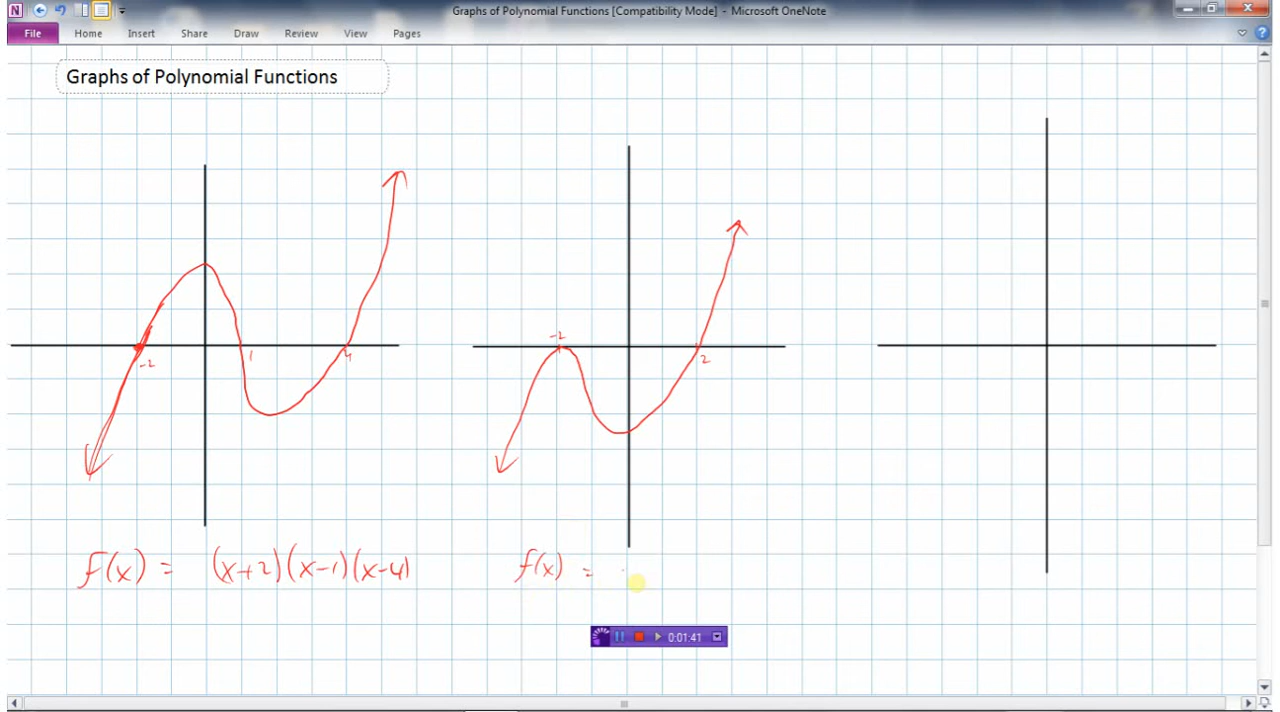 Graphs of Polynomial Functions [Compatibility Mode] - Microsoft OneNote
File Home Insert Share Draw Review View Pages
Graphs of Polynomial Functions
-2 1 4
-2 2
f(x) = (x+2)(x-1)(x-4)
f(x) =
0:01:41